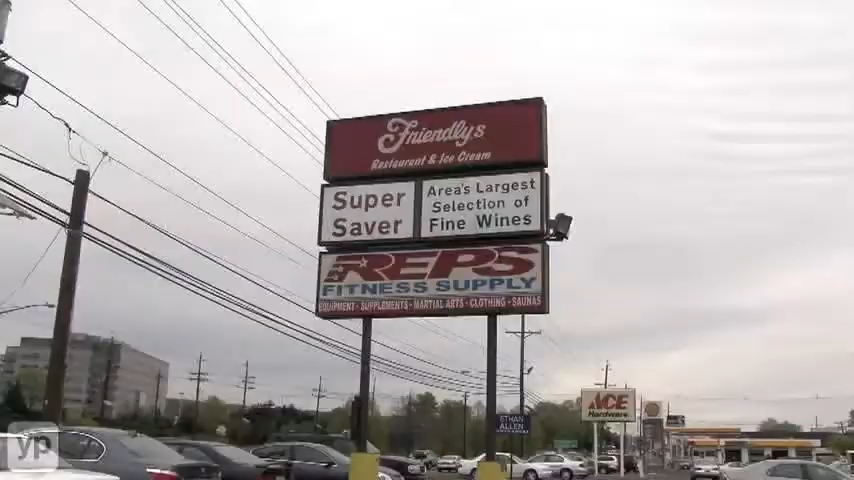 Friendly's
Restaurant & Ice Cream
Super
Saver
Area's Largest
Selection of
Fine Wines
REPS
FITNESS SUPPLY
EQUIPMENT - SUPPLEMENTS - MARTIAL ARTS - CLOTHING - SAUNAS
ACE
Hardware
ETHAN
ALLEN
yp